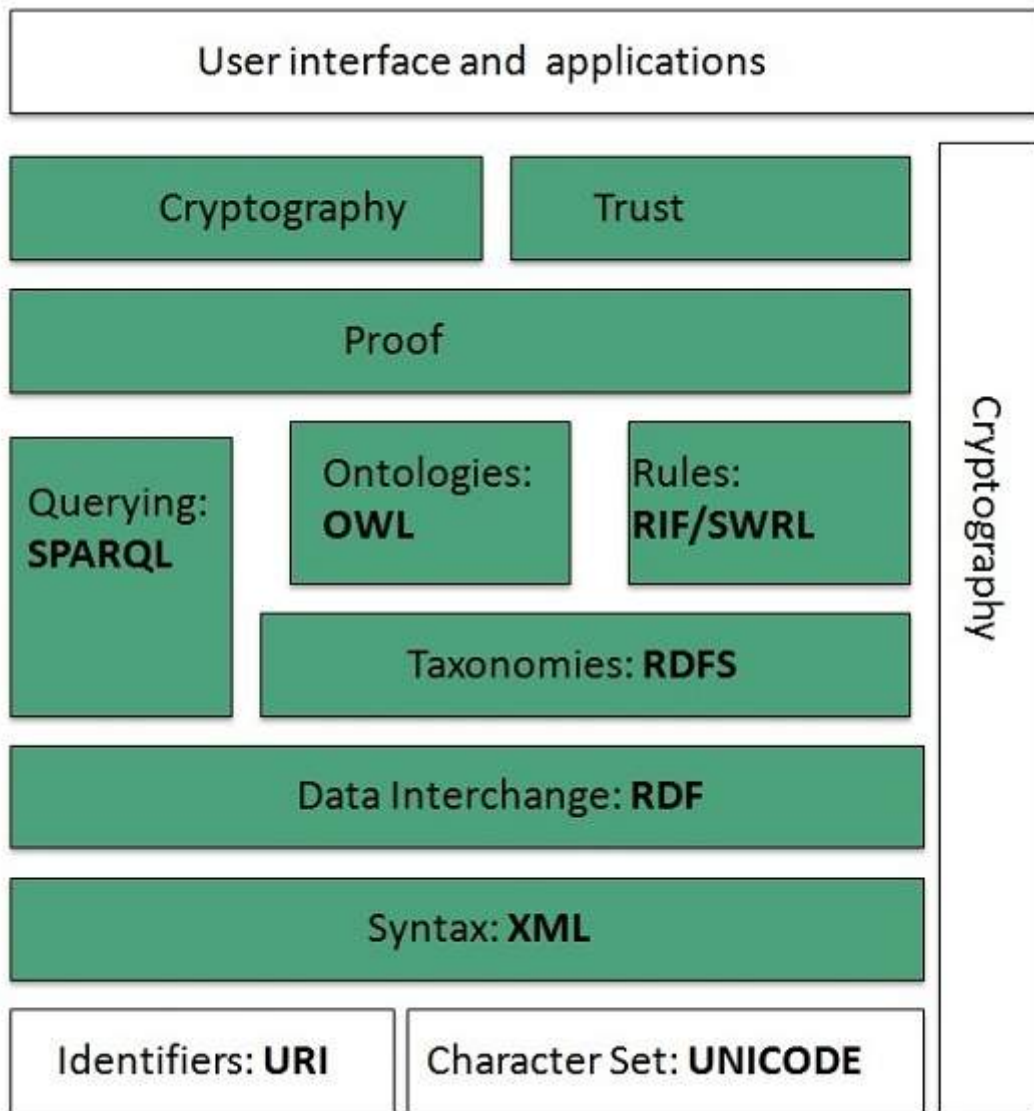 User interface and applications
Cryptography
Trust
Proof
Querying:
SPARQL
Ontologies:
OWL
Rules:
RIF/SWRL
Taxonomies: RDFS
Data Interchange: RDF
Syntax: XML
Identifiers: URI
Character Set: UNICODE
Cryptography